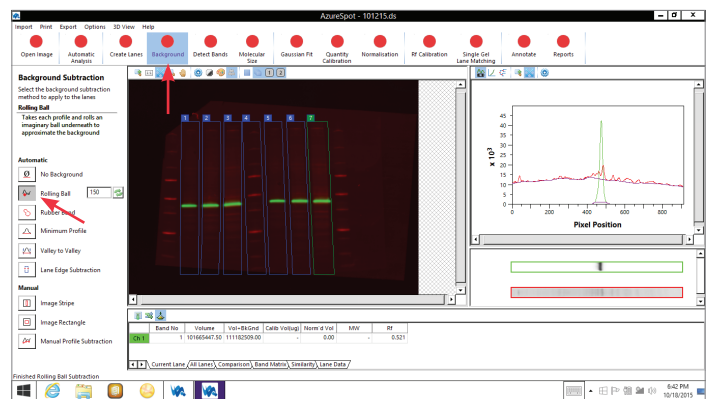 AzureSpot - 101215.ds
Import Print Export Options 3D View Help
Open Image
Automatic Analysis
Create Lanes
Background
Detect Bands
Molecular Size
Gaussian Fit
Quantity Calibration
Normalisation
Rf Calibration
Single Gel Lane Matching
Annotate
Reports
Background Subtraction
Select the background subtraction
method to apply to the lanes
Rolling Ball
Takes each profile and rolls an
imaginary ball underneath to
approximate the background
Automatic
No Background
Rolling Ball 150
Rubber Band
Minimum Profile
Valley to Valley
Lane Edge Subtraction
Manual
Image Stripe
Image Rectangle
Manual Profile Subtraction
1 2
1 2 3 4 5 6 7
45
40
35
30
25
20
15
10
5
0
x 10³
0 200 400 600 800
Pixel Position
Band No Volume Vol+BkGnd Calib Vol(ug) Norm'd Vol MW Rf
Ch 1 1 101665447.50 111182509.00 - 0.00 - 0.521
Current Lane All Lanes Comparison Band Matrix Similarity Lane Data
Finished Rolling Ball Subtraction
6:42 PM
10/18/2015